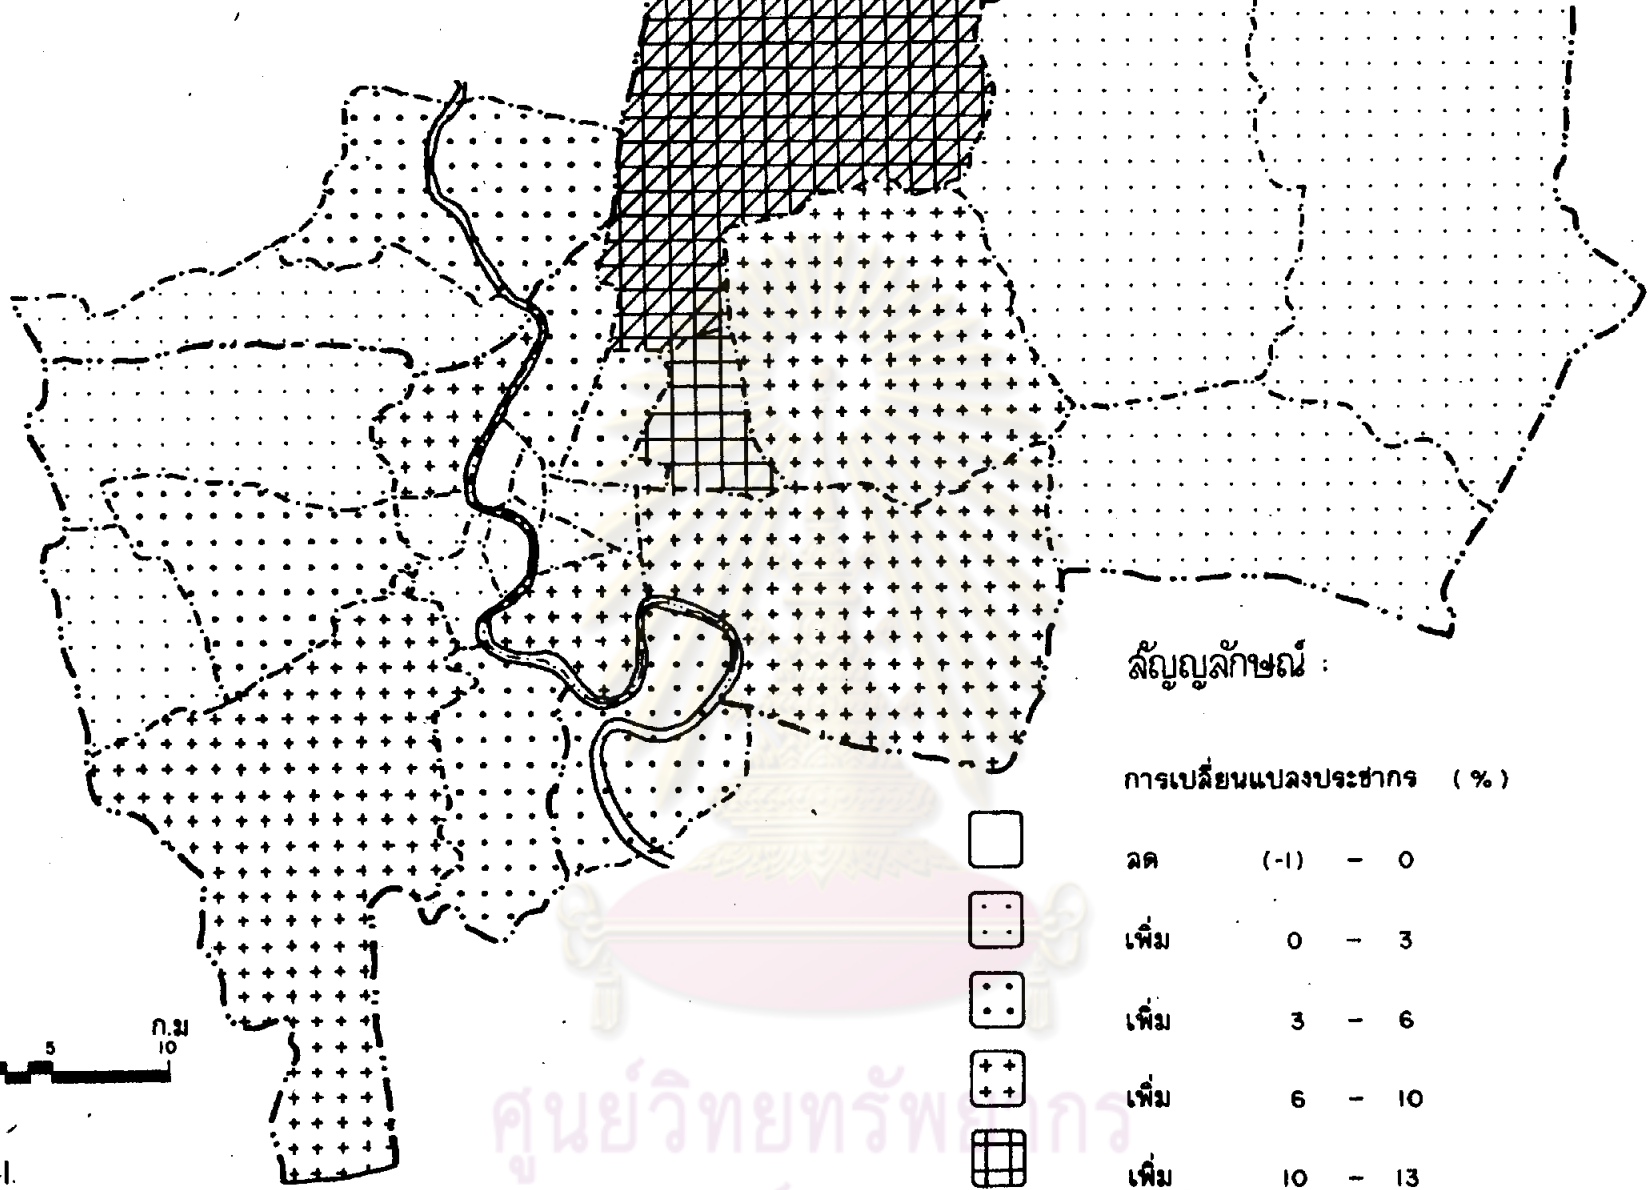 สัญญลักษณ์ :
การเปลี่ยนแปลงประชากร ( % )
ลด (-1) - 0
เพิ่ม 0 - 3
เพิ่ม 3 - 6
ก.ม
5 10
เพิ่ม 6 - 10
ศูนย์วิทยทรัพยากร
เพิ่ม 10 - 13